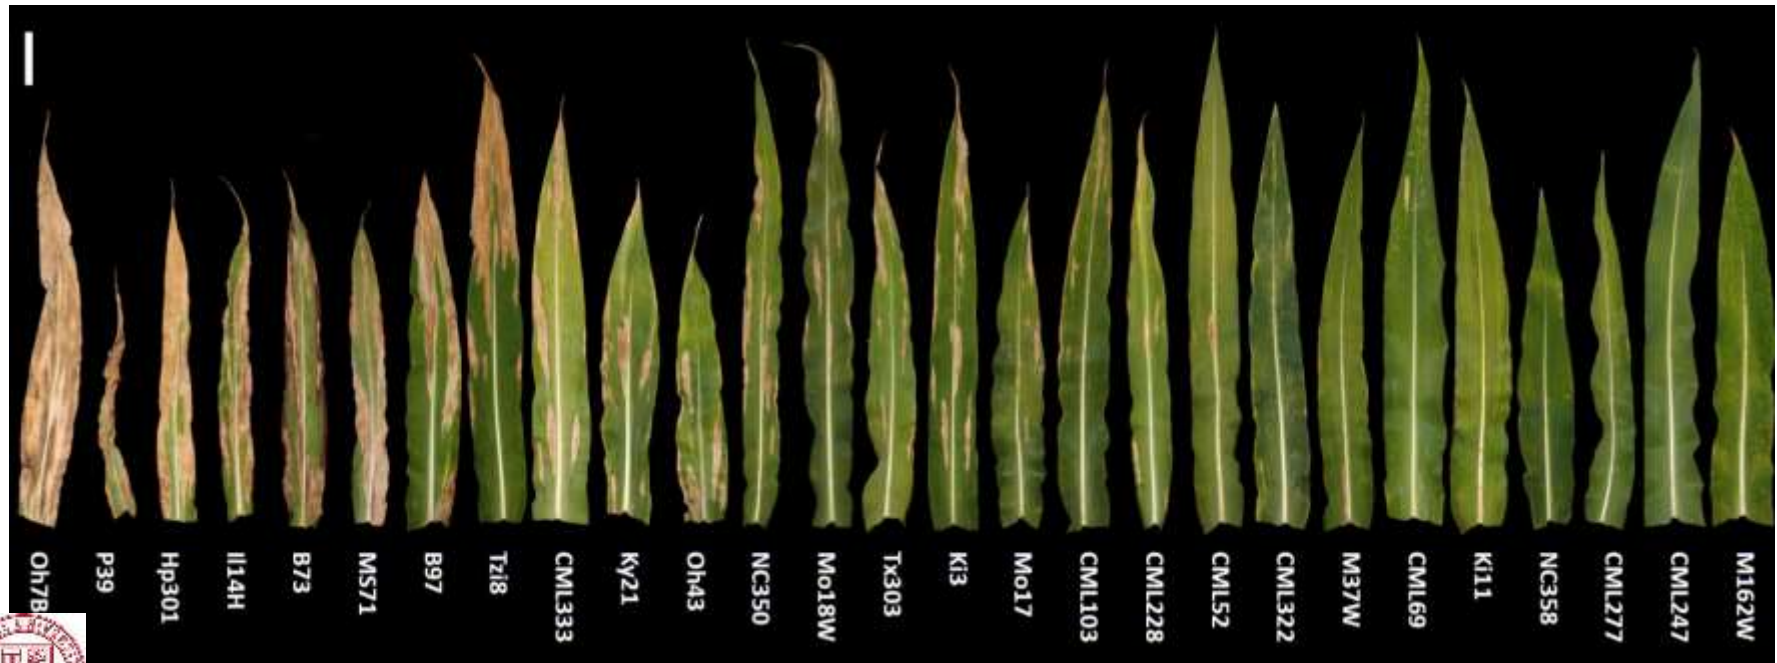 Oh7B
P39
Hp301
Il14H
B73
MS71
B97
Tzi8
CML333
Ky21
Oh43
NC350
Mo18W
Tx303
Ki3
Mo17
CML103
CML228
CML52
CML322
M37W
CML69
Ki11
NC358
CML277
CML247
M162W